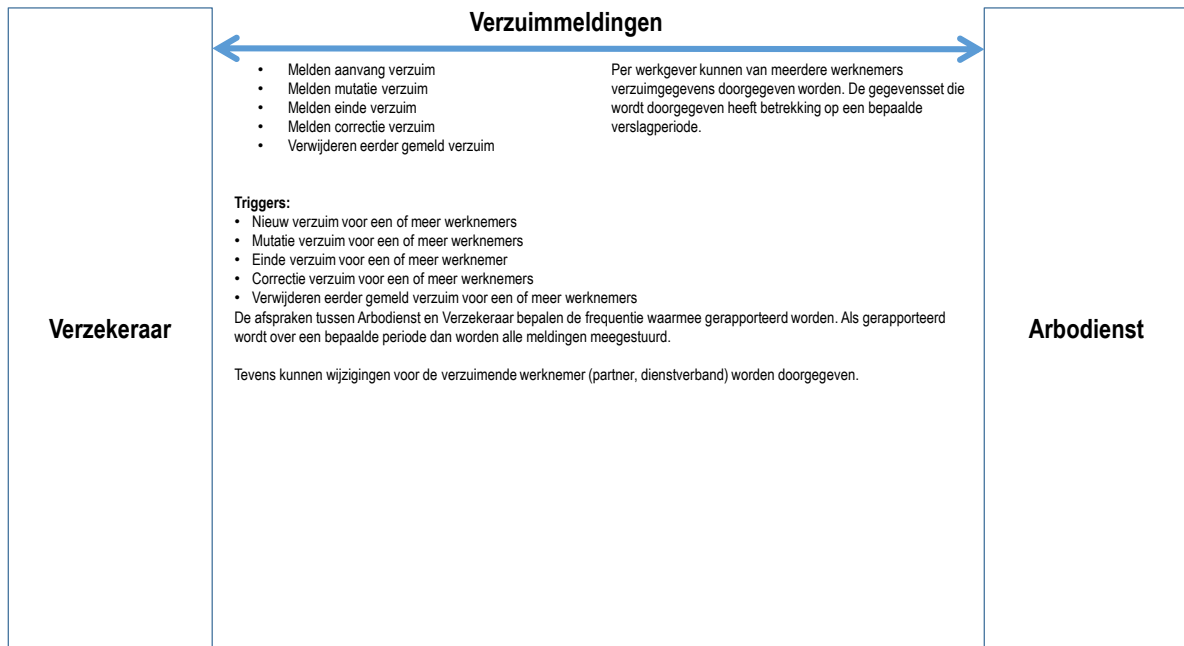 Verzuimmeldingen
• Melden aanvang verzuim
• Melden mutatie verzuim
• Melden einde verzuim
• Melden correctie verzuim
• Verwijderen eerder gemeld verzuim
Per werkgever kunnen van meerdere werknemers
verzuimgegevens doorgegeven worden. De gegevensset die
wordt doorgegeven heeft betrekking op een bepaalde
verslagperiode.
Triggers:
• Nieuw verzuim voor een of meer werknemers
• Mutatie verzuim voor een of meer werknemers
• Einde verzuim voor een of meer werknemer
• Correctie verzuim voor een of meer werknemers
• Verwijderen eerder gemeld verzuim voor een of meer werknemers
De afspraken tussen Arbodienst en Verzekeraar bepalen de frequentie waarmee gerapporteerd worden. Als gerapporteerd
wordt over een bepaalde periode dan worden alle meldingen meegestuurd.
Tevens kunnen wijzigingen voor de verzuimende werknemer (partner, dienstverband) worden doorgegeven.
Verzekeraar
Arbodienst